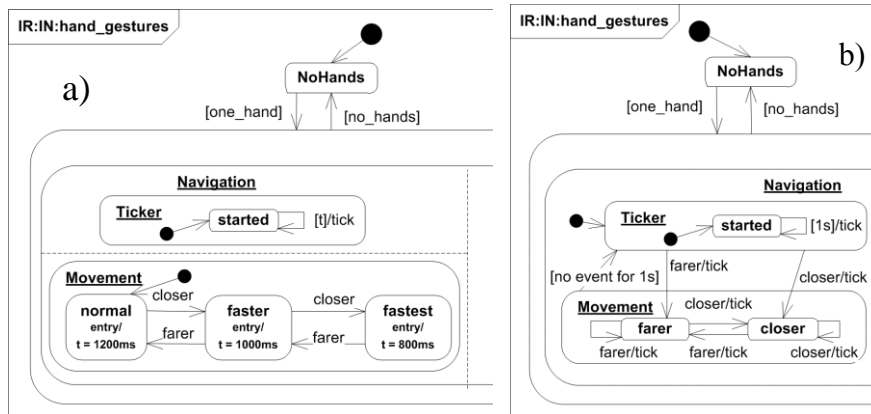 IR:IN:hand_gestures
a)
NoHands
[one_hand]
[no_hands]
Navigation
Ticker
started
[t]/tick
Movement
closer
closer
normal
entry/
t = 1200ms
farer
faster
entry/
t = 1000ms
farer
fastest
entry/
t = 800ms
IR:IN:hand_gestures
b)
NoHands
[one_hand]
[no_hands]
Navigation
Ticker
started
[1s]/tick
[no event for 1s]
farer/tick
closer/tick
Movement
closer/tick
farer
closer
farer/tick
farer/tick
closer/tick